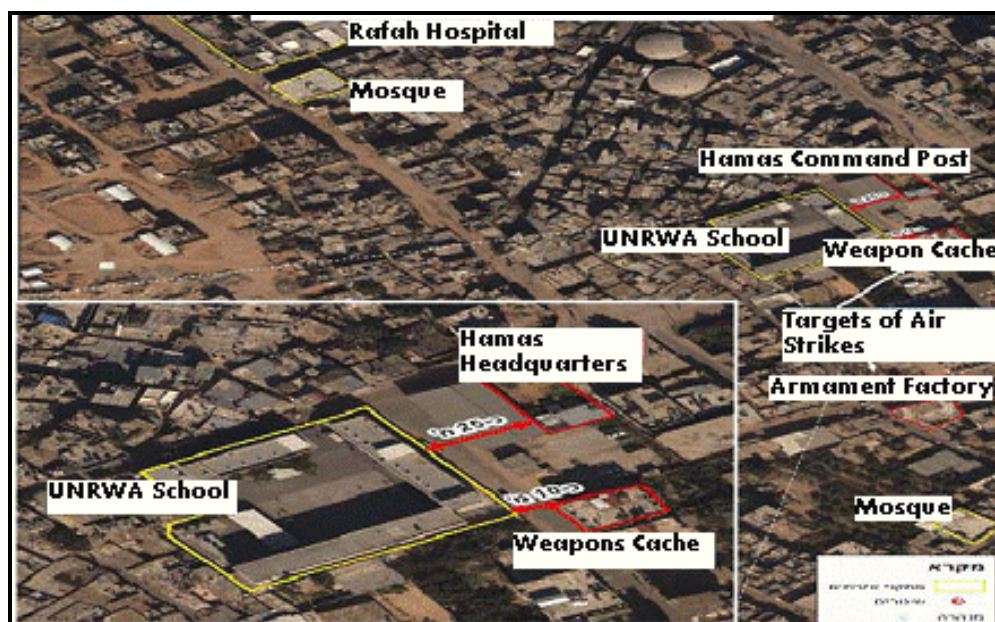 Rafah Hospital
Mosque
Hamas Command Post
UNRWA School
Weapon Cache
Targets of Air
Strikes
Armament Factory
Hamas
Headquarters
UNRWA School
Weapons Cache
Mosque
מקרא